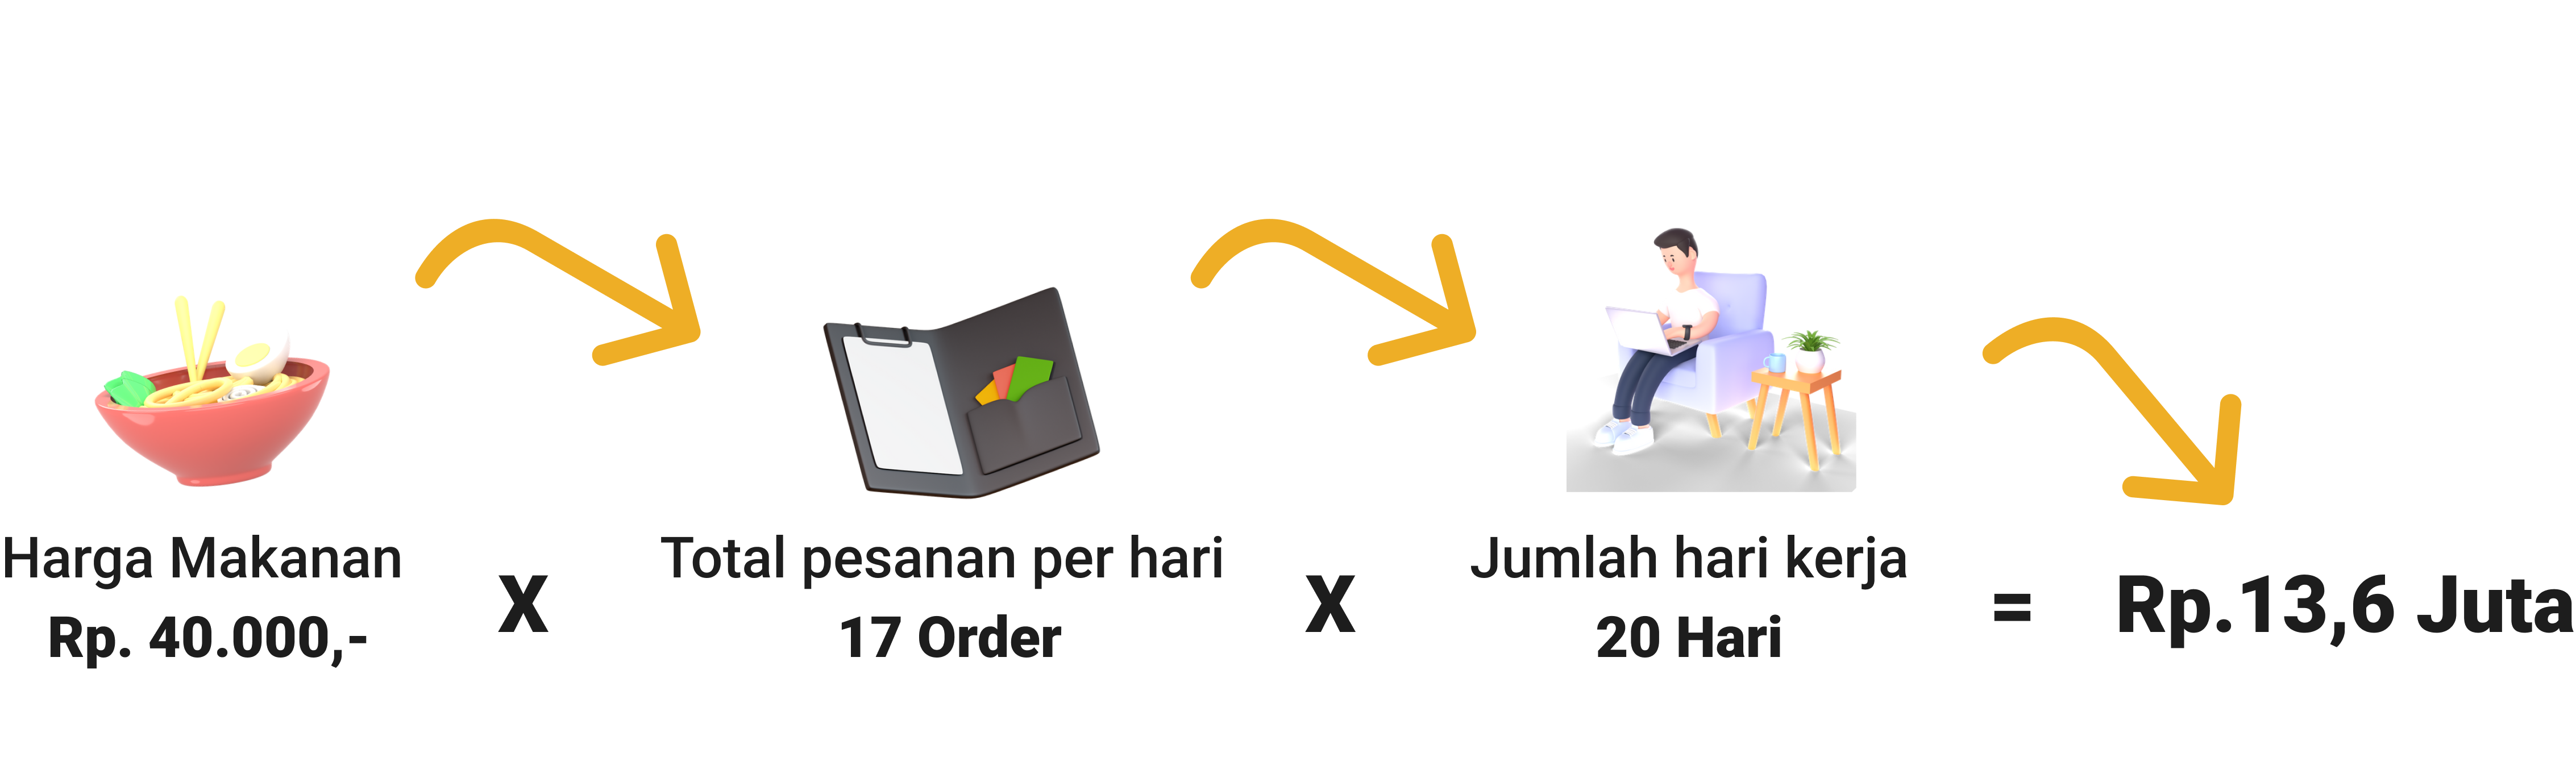 Harga Makanan
Rp. 40.000,-
X
Total pesanan per hari
17 Order
X
Jumlah hari kerja
20 Hari
=
Rp.13,6 Juta